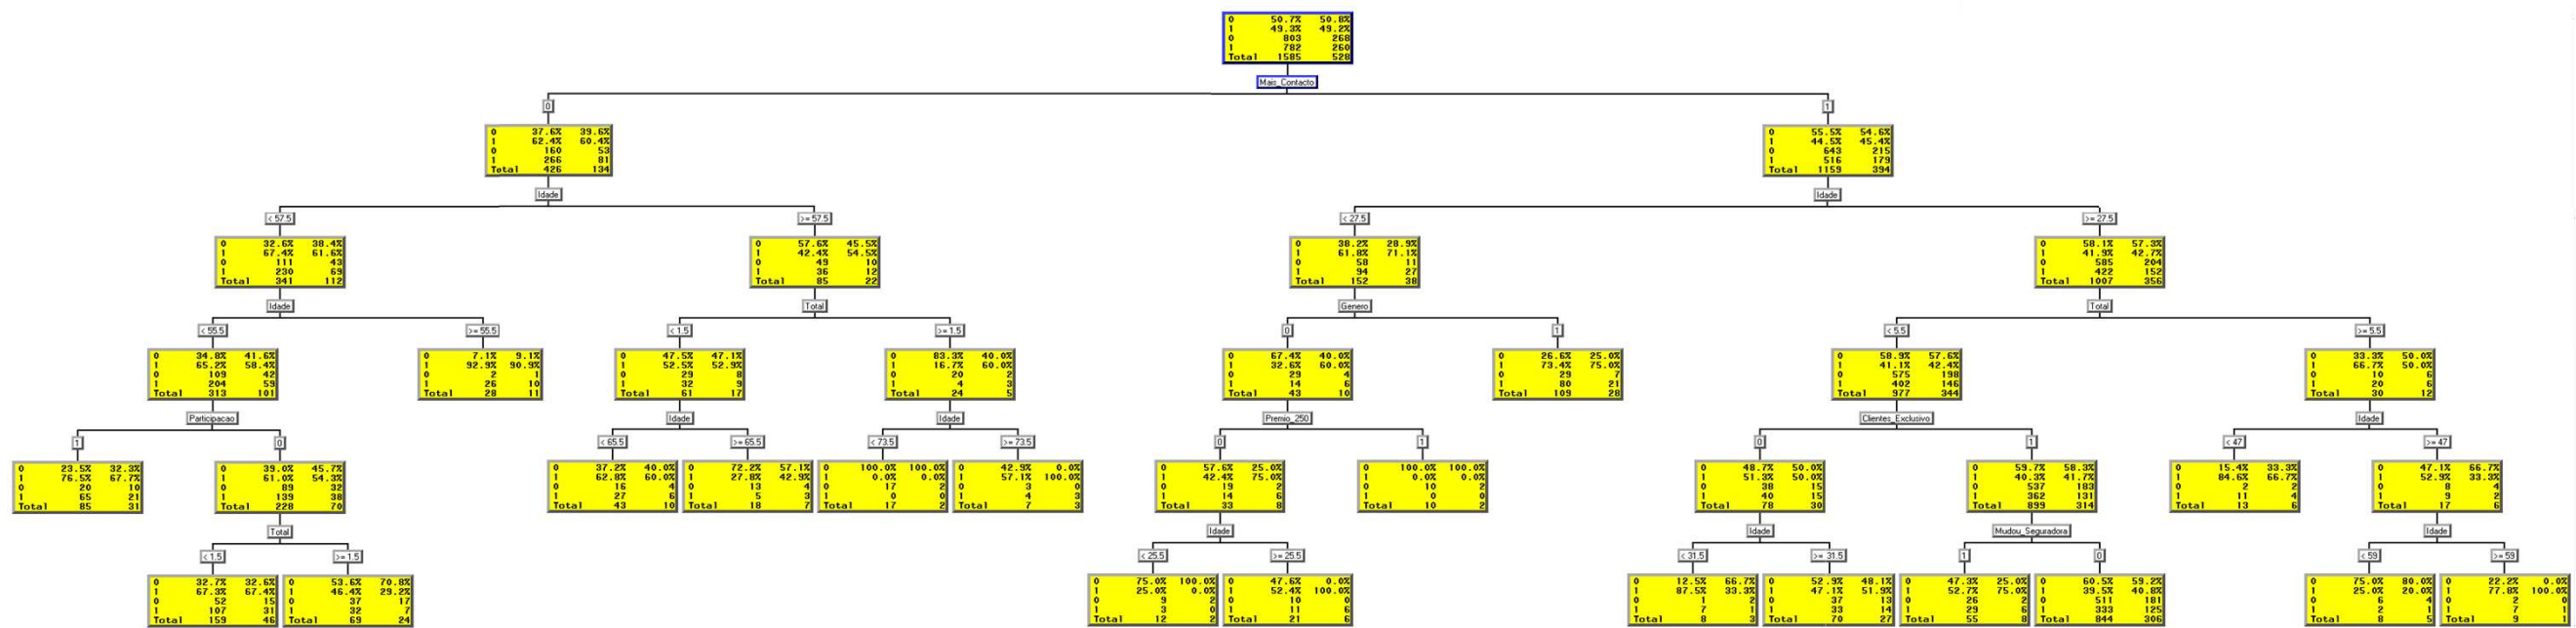 0 50.7% 50.8%
1 49.3% 49.2%
0 803 268
1 782 260
Total 1585 528
Mais_Contacto
0
1
0 37.6% 39.6%
1 62.4% 60.4%
0 160 53
1 266 81
Total 426 134
0 55.5% 54.6%
1 44.5% 45.4%
0 643 215
1 516 179
Total 1159 394
Idade
Idade
< 57.5
>= 57.5
< 27.5
>= 27.5
0 32.6% 38.4%
1 67.4% 61.6%
0 111 43
1 230 69
Total 341 112
0 57.6% 45.5%
1 42.4% 54.5%
0 49 10
1 36 12
Total 85 22
0 38.2% 28.9%
1 61.8% 71.1%
0 58 11
1 94 27
Total 152 38
0 58.1% 57.3%
1 41.9% 42.7%
0 585 204
1 422 152
Total 1007 356
Idade
Total
Genero
Total
< 55.5
>= 55.5
< 1.5
>= 1.5
0
1
< 5.5
>= 5.5
0 34.8% 41.6%
1 65.2% 58.4%
0 109 42
1 204 59
Total 313 101
0 7.1% 9.1%
1 92.9% 90.9%
0 2 1
1 26 10
Total 28 11
0 47.5% 47.1%
1 52.5% 52.9%
0 29 8
1 32 9
Total 61 17
0 83.3% 40.0%
1 16.7% 60.0%
0 20 2
1 4 3
Total 24 5
0 67.4% 40.0%
1 32.6% 60.0%
0 29 4
1 14 6
Total 43 10
0 26.6% 25.0%
1 73.4% 75.0%
0 29 7
1 80 21
Total 109 28
0 58.9% 57.6%
1 41.1% 42.4%
0 575 198
1 402 146
Total 977 344
0 33.3% 50.0%
1 66.7% 50.0%
0 10 6
1 20 6
Total 30 12
Participacao
Idade
Idade
Premio_250
Clientes_Exclusivo
Idade
1
0
< 65.5
>= 65.5
< 73.5
>= 73.5
0
1
0
1
< 47
>= 47
0 23.5% 32.3%
1 76.5% 67.7%
0 20 10
1 65 21
Total 85 31
0 39.0% 45.7%
1 61.0% 54.3%
0 89 32
1 139 38
Total 228 70
0 37.2% 40.0%
1 62.8% 60.0%
0 16 4
1 27 6
Total 43 10
0 72.2% 57.1%
1 27.8% 42.9%
0 13 4
1 5 3
Total 18 7
0 100.0% 100.0%
1 0.0% 0.0%
0 17 2
1 0 0
Total 17 2
0 42.9% 0.0%
1 57.1% 100.0%
0 3 0
1 4 3
Total 7 3
0 57.6% 25.0%
1 42.4% 75.0%
0 19 2
1 14 6
Total 33 8
0 100.0% 100.0%
1 0.0% 0.0%
0 10 2
1 0 0
Total 10 2
0 48.7% 50.0%
1 51.3% 50.0%
0 38 15
1 40 15
Total 78 30
0 59.7% 58.3%
1 40.3% 41.7%
0 537 183
1 362 131
Total 899 314
0 15.4% 33.3%
1 84.6% 66.7%
0 2 2
1 11 4
Total 13 6
0 47.1% 66.7%
1 52.9% 33.3%
0 8 4
1 9 2
Total 17 6
Total
Idade
Idade
Mudou_Seguradora
Idade
< 1.5
>= 1.5
< 25.5
>= 25.5
< 31.5
>= 31.5
1
0
< 59
>= 59
0 32.7% 32.6%
1 67.3% 67.4%
0 52 15
1 107 31
Total 159 46
0 53.6% 70.8%
1 46.4% 29.2%
0 37 17
1 32 7
Total 69 24
0 75.0% 100.0%
1 25.0% 0.0%
0 9 2
1 3 0
Total 12 2
0 47.6% 0.0%
1 52.4% 100.0%
0 10 0
1 11 6
Total 21 6
0 12.5% 66.7%
1 87.5% 33.3%
0 1 2
1 7 1
Total 8 3
0 52.9% 48.1%
1 47.1% 51.9%
0 37 13
1 33 14
Total 70 27
0 47.3% 25.0%
1 52.7% 75.0%
0 26 2
1 29 6
Total 55 8
0 60.5% 59.2%
1 39.5% 40.8%
0 511 181
1 333 125
Total 844 306
0 75.0% 80.0%
1 25.0% 20.0%
0 6 4
1 2 1
Total 8 5
0 22.2% 0.0%
1 77.8% 100.0%
0 2 0
1 7 1
Total 9 1